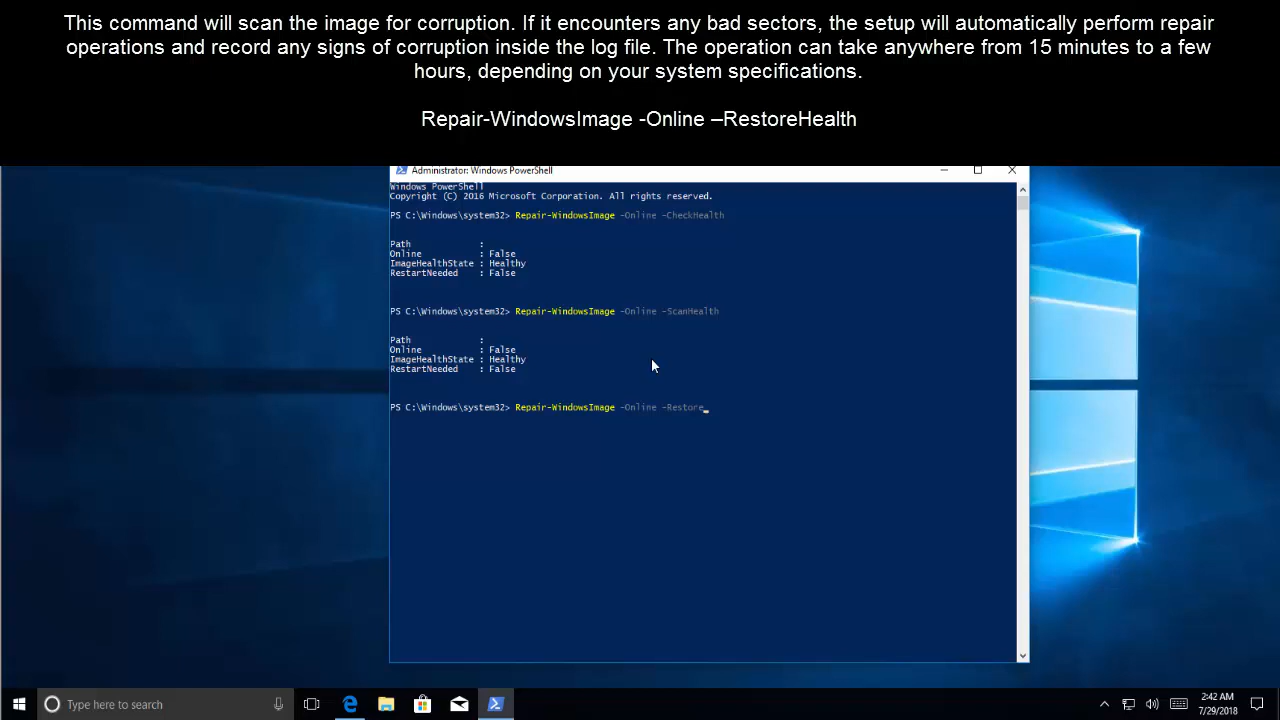 This command will scan the image for corruption. If it encounters any bad sectors, the setup will automatically perform repair
operations and record any signs of corruption inside the log file. The operation can take anywhere from 15 minutes to a few
hours, depending on your system specifications.
Repair-WindowsImage -Online –RestoreHealth
Administrator: Windows PowerShell
Windows PowerShell
Copyright (C) 2016 Microsoft Corporation. All rights reserved.
PS C:\Windows\system32> Repair-WindowsImage -Online -CheckHealth
Path :
Online : False
ImageHealthState : Healthy
RestartNeeded : False
PS C:\Windows\system32> Repair-WindowsImage -Online -ScanHealth
Path :
Online : False
ImageHealthState : Healthy
RestartNeeded : False
PS C:\Windows\system32> Repair-WindowsImage -Online -Restore_
Type here to search
2:42 AM
7/29/2018